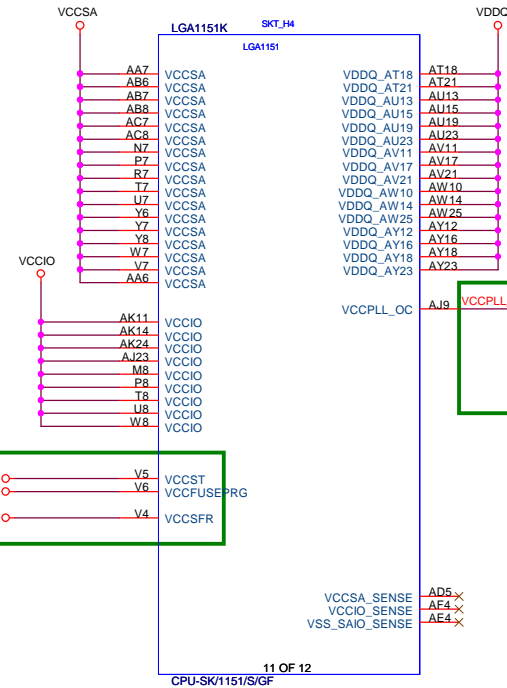 VCCSA
VDDQ
LGA1151K
SKT_H4
LGA1151
AA7 VCCSA VDDQ_AT18 AT18
AB6 VCCSA VDDQ_AT21 AT21
AB7 VCCSA VDDQ_AU13 AU13
AB8 VCCSA VDDQ_AU15 AU15
AC7 VCCSA VDDQ_AU19 AU19
AC8 VCCSA VDDQ_AU23 AU23
N7 VCCSA VDDQ_AV11 AV11
P7 VCCSA VDDQ_AV17 AV17
R7 VCCSA VDDQ_AV21 AV21
T7 VCCSA VDDQ_AW10 AW10
U7 VCCSA VDDQ_AW14 AW14
Y6 VCCSA VDDQ_AW25 AW25
Y7 VCCSA VDDQ_AY12 AY12
Y8 VCCSA VDDQ_AY16 AY16
W7 VCCSA VDDQ_AY18 AY18
V7 VCCSA VDDQ_AY23 AY23
AA6 VCCSA
VCCIO
VCCPLL_OC AJ9 VCCPLL
AK11 VCCIO
AK14 VCCIO
AK24 VCCIO
AJ23 VCCIO
M8 VCCIO
P8 VCCIO
T8 VCCIO
U8 VCCIO
W8 VCCIO
V5 VCCST
V6 VCCFUSEPRG
V4 VCCSFR
VCCSA_SENSE AD5
VCCIO_SENSE AF4
VSS_SAIO_SENSE AE4
11 OF 12
CPU-SK/1151/S/GF